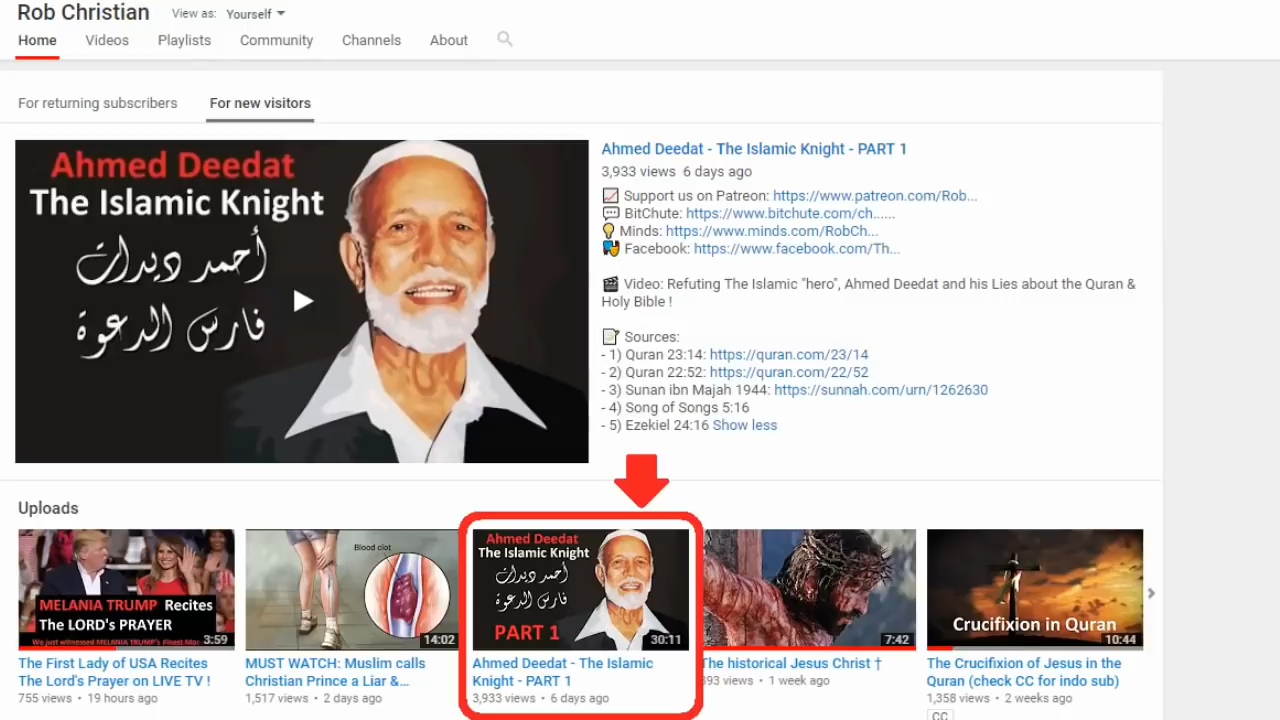 Rob Christian View as: Yourself
Home Videos Playlists Community Channels About
For returning subscribers For new visitors
Ahmed Deedat
The Islamic Knight
أحمد ديدات
فارس الدعوة
Ahmed Deedat - The Islamic Knight - PART 1
3,933 views 6 days ago
Support us on Patreon: https://www.patreon.com/Rob...
BitChute: https://www.bitchute.com/ch......
Minds: https://www.minds.com/RobCh...
Facebook: https://www.facebook.com/Th...
Video: Refuting The Islamic "hero", Ahmed Deedat and his Lies about the Quran &
Holy Bible !
Sources:
- 1) Quran 23:14: https://quran.com/23/14
- 2) Quran 22:52: https://quran.com/22/52
- 3) Sunan ibn Majah 1944: https://sunnah.com/urn/1262630
- 4) Song of Songs 5:16
- 5) Ezekiel 24:16 Show less
Uploads
MELANIA TRUMP Recites
The LORD's PRAYER
We just witnessed MELANIA TRUMP's Finest Mo
3:59
The First Lady of USA Recites
The Lord's Prayer on LIVE TV !
755 views • 19 hours ago
Blood clot
14:02
MUST WATCH: Muslim calls
Christian Prince a Liar &...
1,517 views • 2 days ago
Ahmed Deedat
The Islamic Knight
أحمد ديدات
فارس الدعوة
PART 1
30:11
Ahmed Deedat - The Islamic
Knight - PART 1
3,933 views • 6 days ago
7:42
The historical Jesus Christ †
393 views • 1 week ago
Crucifixion in Quran
10:44
The Crucifixion of Jesus in the
Quran (check CC for indo sub)
1,358 views • 2 weeks ago
CC